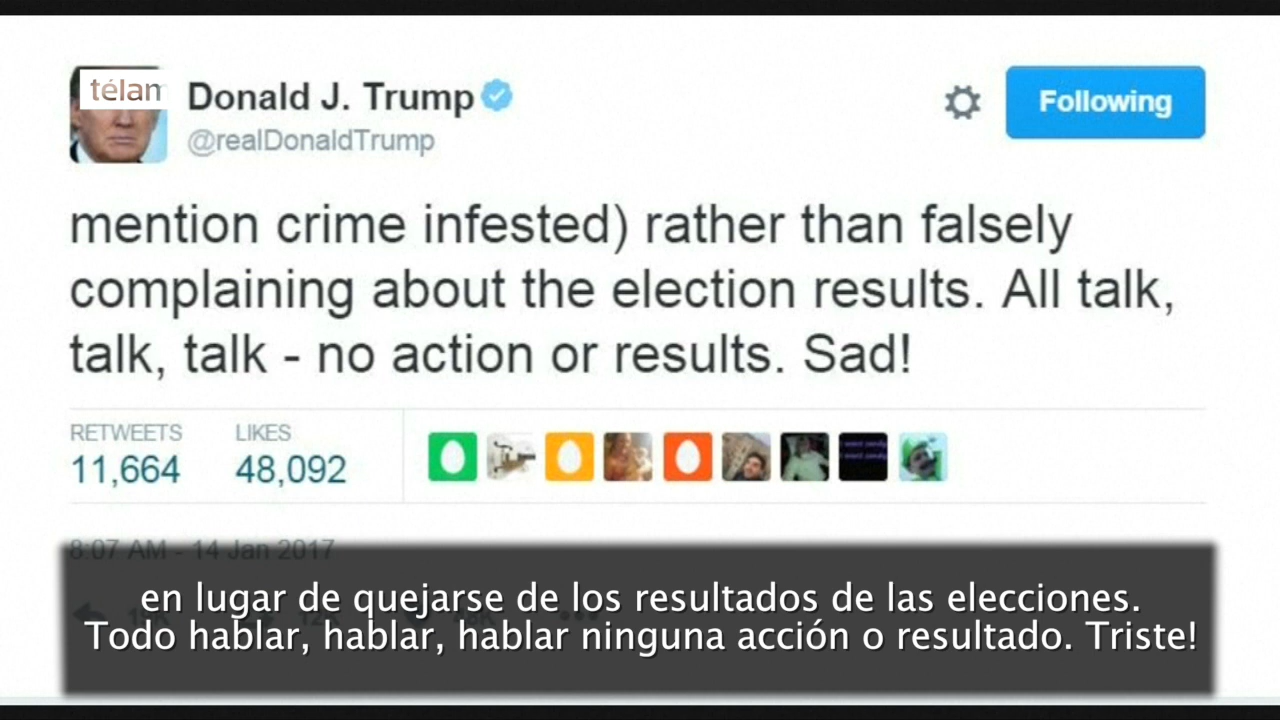 télam
Donald J. Trump
Following
@realDonaldTrump
mention crime infested) rather than falsely
complaining about the election results. All talk,
talk, talk - no action or results. Sad!
RETWEETS LIKES
11,664 48,092
8:07 AM - 14 Jan 2017
en lugar de quejarse de los resultados de las elecciones.
Todo hablar, hablar, hablar ninguna acción o resultado. Triste!